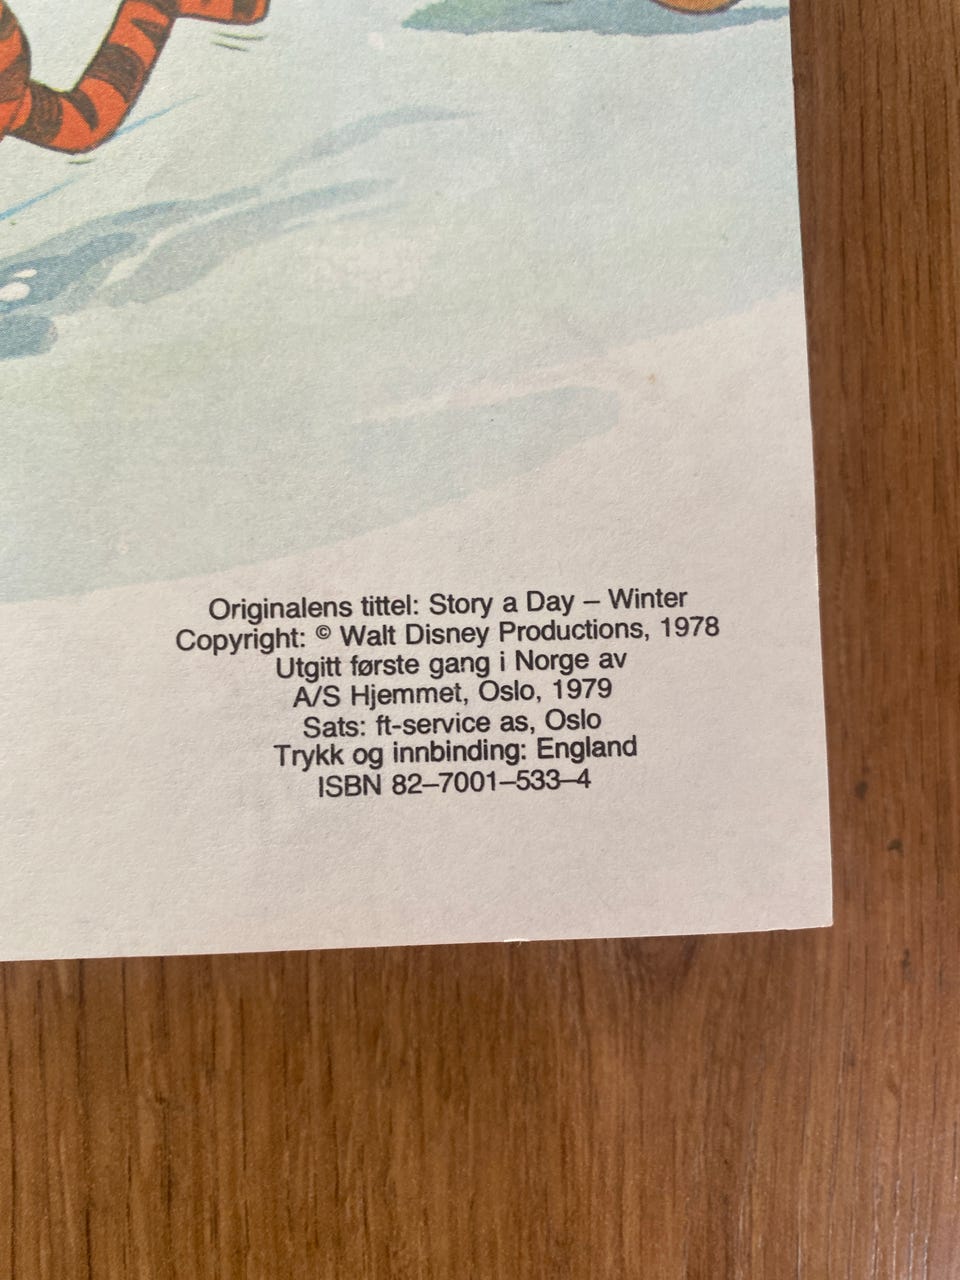 Originalens tittel: Story a Day – Winter
Copyright: © Walt Disney Productions, 1978
Utgitt første gang i Norge av
A/S Hjemmet, Oslo, 1979
Sats: ft-service as, Oslo
Trykk og innbinding: England
ISBN 82–7001–533–4